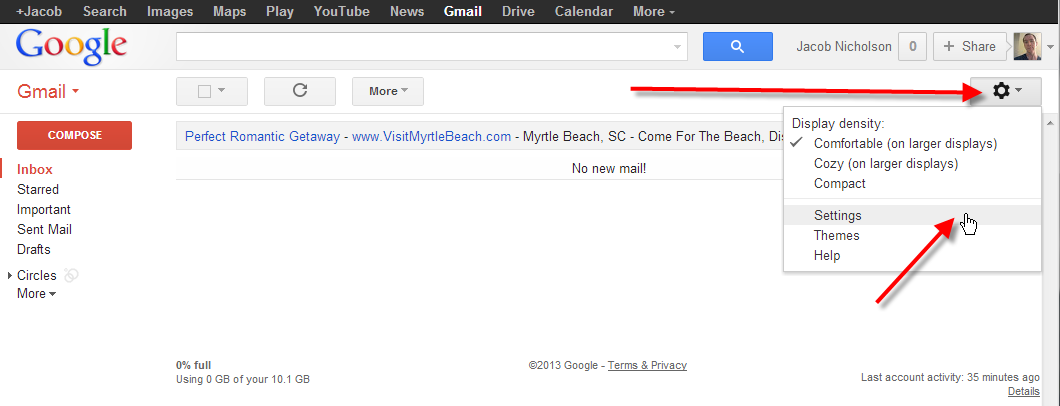 +Jacob Search Images Maps Play YouTube News Gmail Drive Calendar More
Google
Jacob Nicholson 0 + Share
Gmail
More
Display density:
Comfortable (on larger displays)
Cozy (on larger displays)
Compact
Settings
Themes
Help
COMPOSE
Perfect Romantic Getaway - www.VisitMyrtleBeach.com - Myrtle Beach, SC - Come For The Beach, Dis
No new mail!
Inbox
Starred
Important
Sent Mail
Drafts
Circles
More
0% full
Using 0 GB of your 10.1 GB
©2013 Google - Terms & Privacy
Last account activity: 35 minutes ago
Details